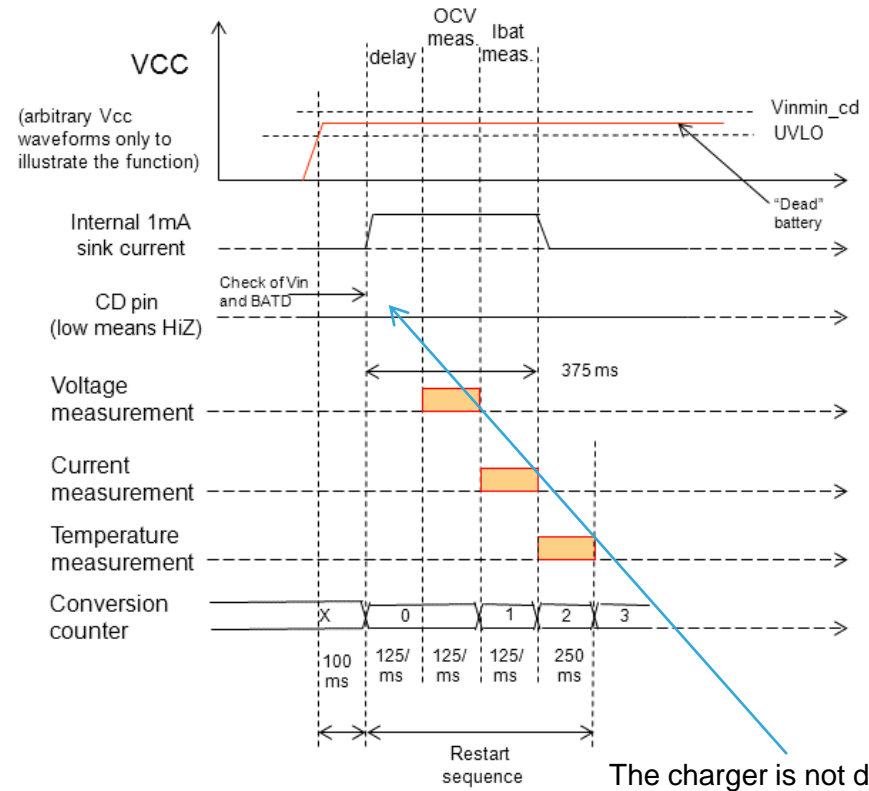 OCV
meas.
Ibat
meas.
delay
VCC
(arbitrary Vcc
waveforms only to
illustrate the function)
Vinmin_cd
UVLO
"Dead"
battery
Internal 1mA
sink current
Check of Vin
and BATD
CD pin
(low means HiZ)
375 ms
Voltage
measurement
Current
measurement
Temperature
measurement
Conversion
counter
X
0
1
2
3
100
ms
125/
ms
125/
ms
125/
ms
250
ms
Restart
sequence
The charger is not d